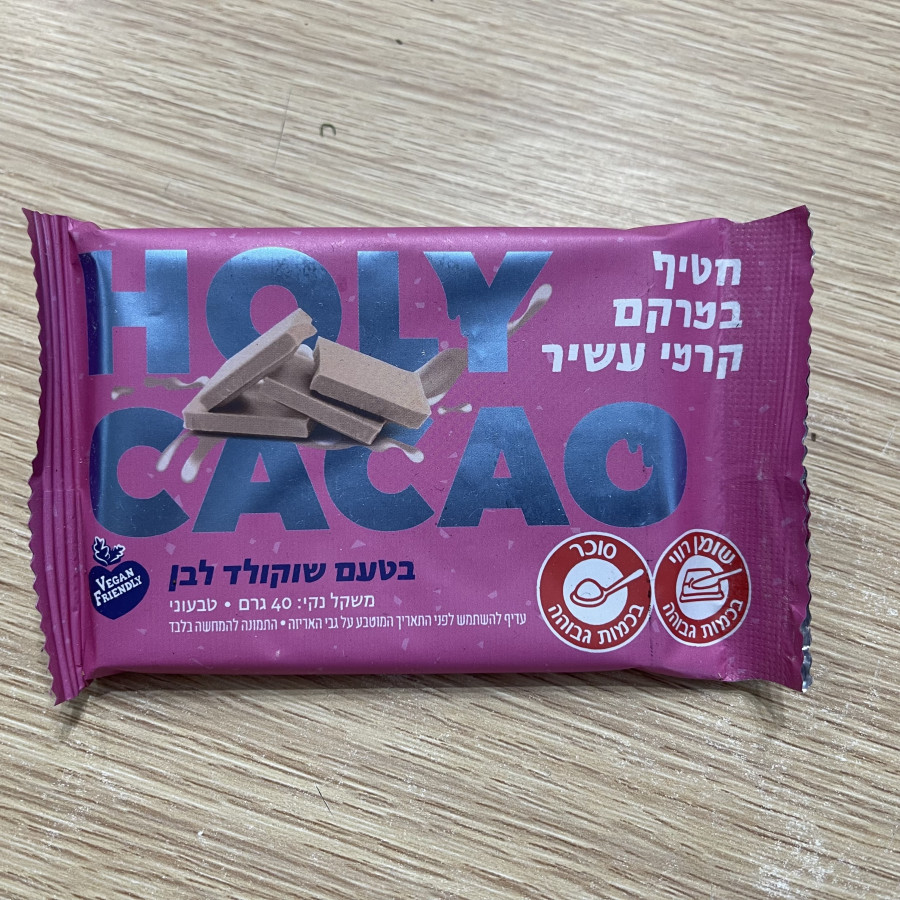 HOLY
CACAO
חטיף
במרקם
קרמי עשיר
VEGAN
FRIENDLY
בטעם שוקולד לבן
משקל נקי: 40 גרם • טבעוני
עדיף להשתמש לפני התאריך המוטבע על גבי האריזה • התמונה להמחשה בלבד
סוכר
בכמות גבוהה
שומן רווי
בכמות גבוהה